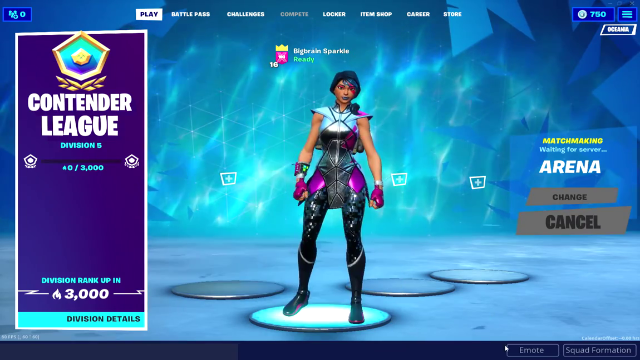 0
PLAY
BATTLE PASS
CHALLENGES
COMPETE
LOCKER
ITEM SHOP
CAREER
STORE
750
OCEANIA
CONTENDER
LEAGUE
DIVISION 5
0 / 3,000
DIVISION RANK UP IN
3,000
DIVISION DETAILS
16
Bigbrain Sparkle
Ready
MATCHMAKING
Waiting for server...
ARENA
CHANGE
CANCEL
Emote
Squad Formation